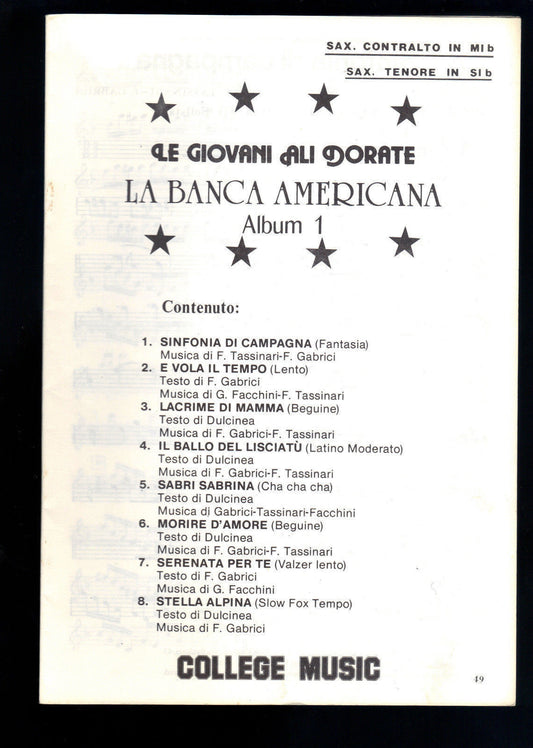 SAX. CONTRALTO IN MIb
SAX. TENORE IN SIb
LE GIOVANI ALI DORATE
LA BANCA AMERICANA
Album 1
Contenuto:
1. SINFONIA DI CAMPAGNA (Fantasia)
Musica di F. Tassinari-F. Gabrici
2. E VOLA IL TEMPO (Lento)
Testo di F. Gabrici
Musica di G. Facchini-F. Tassinari
3. LACRIME DI MAMMA (Beguine)
Testo di Dulcinea
Musica di F. Gabrici-F. Tassinari
4. IL BALLO DEL LISCIATÙ (Latino Moderato)
Testo di Dulcinea
Musica di F. Gabrici-F. Tassinari
5. SABRI SABRINA (Cha cha cha)
Testo di Dulcinea
Musica di Gabrici-Tassinari-Facchini
6. MORIRE D'AMORE (Beguine)
Testo di Dulcinea
Musica di F. Gabrici-F. Tassinari
7. SERENATA PER TE (Valzer lento)
Testo di F. Gabrici
Musica di G. Facchini
8. STELLA ALPINA (Slow Fox Tempo)
Testo di Dulcinea
Musica di F. Gabrici
COLLEGE MUSIC
49